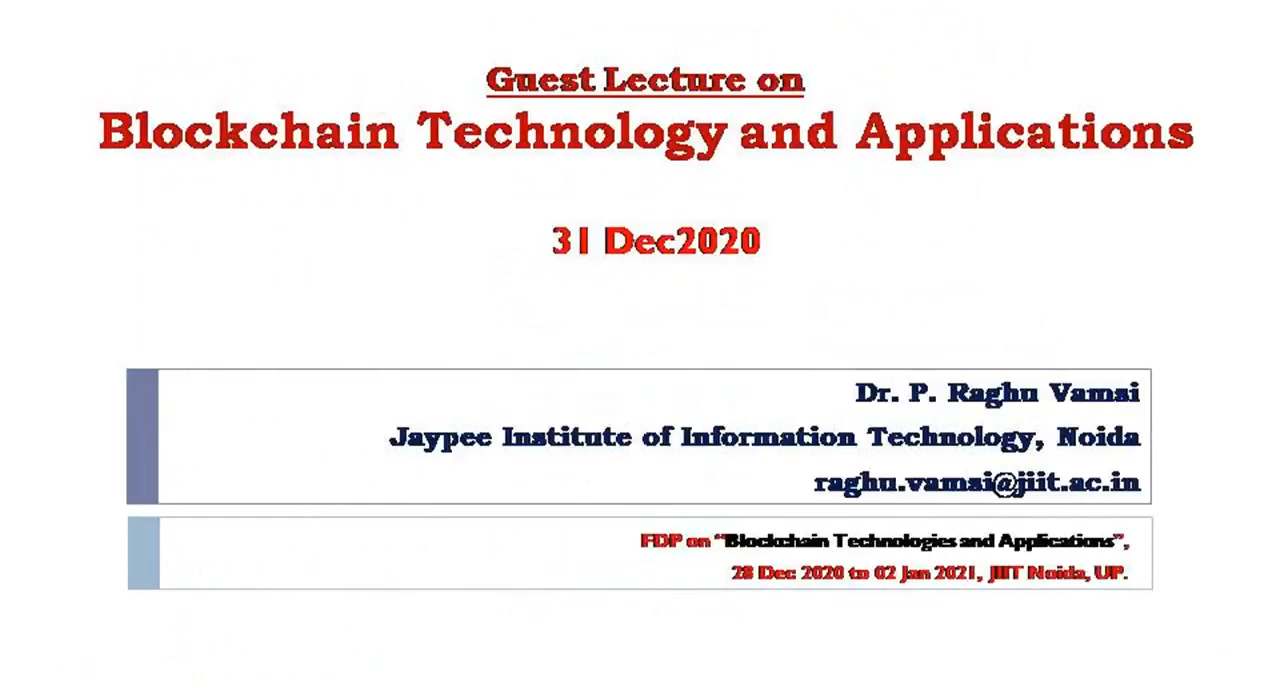 Guest Lecture on
Blockchain Technology and Applications
31 Dec2020
Dr. P. Raghu Vamsi
Jaypee Institute of Information Technology, Noida
raghu.vamsi@jiit.ac.in
FDP on “Blockchain Technologies and Applications”,
28 Dec 2020 to 02 Jan 2021, JIIT Noida, UP.